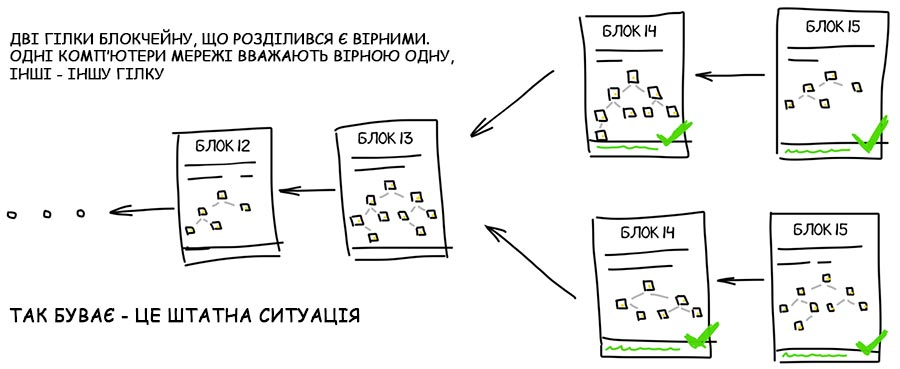 ДВІ ГІЛКИ БЛОКЧЕЙНУ, ЩО РОЗДІЛИВСЯ Є ВІРНИМИ.
ОДНІ КОМП'ЮТЕРИ МЕРЕЖІ ВВАЖАЮТЬ ВІРНОЮ ОДНУ,
ІНШІ - ІНШУ ГІЛКУ
БЛОК 14
БЛОК 15
БЛОК 12
БЛОК 13
БЛОК 14
БЛОК 15
ТАК БУВАЄ - ЦЕ ШТАТНА СИТУАЦІЯ